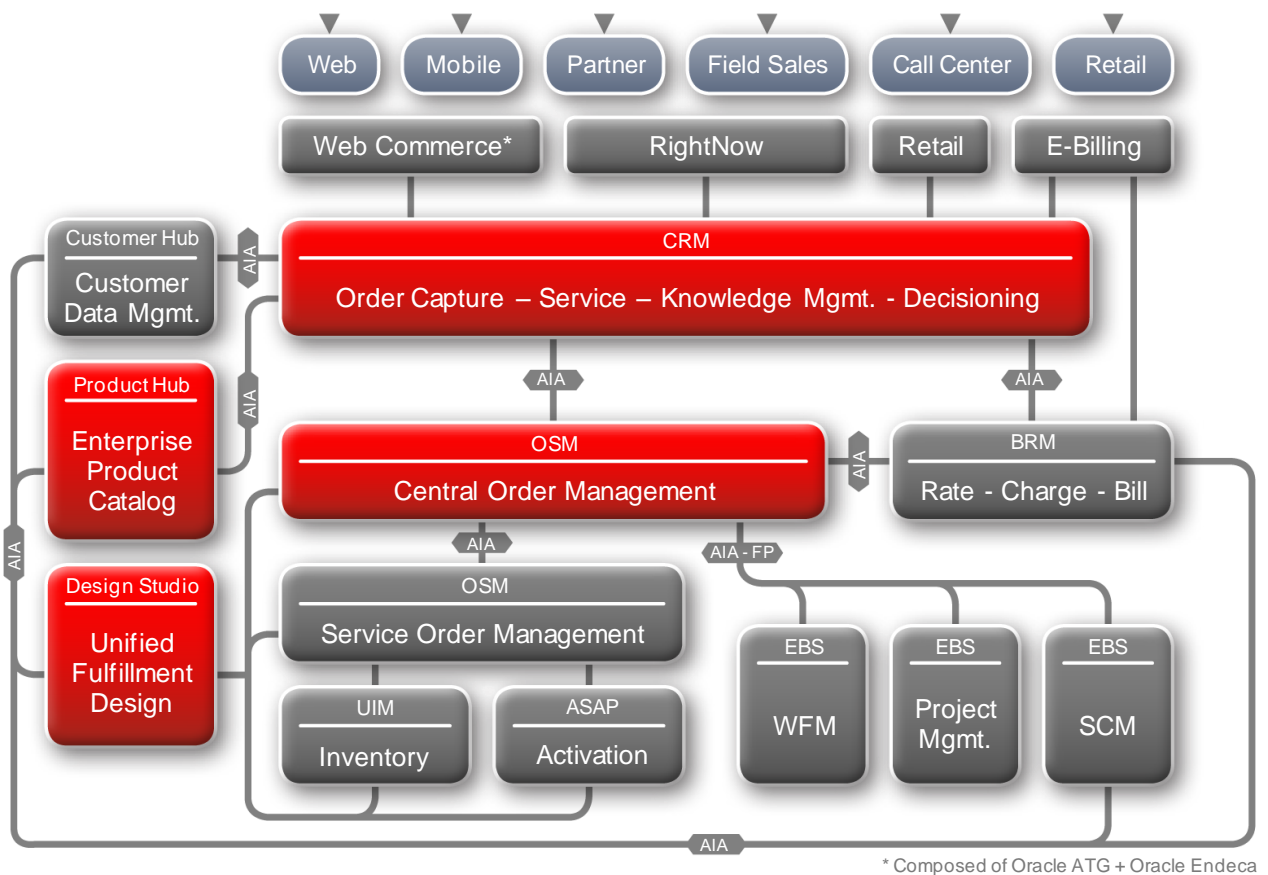 Web
Mobile
Partner
Field Sales
Call Center
Retail
Web Commerce*
RightNow
Retail
E-Billing
Customer Hub
Customer
Data Mgmt.
AIA
CRM
Order Capture – Service – Knowledge Mgmt. - Decisioning
Product Hub
Enterprise
Product
Catalog
AIA
AIA
AIA
OSM
Central Order Management
AIA
BRM
Rate - Charge - Bill
AIA
AIA
AIA - FP
Design Studio
Unified
Fulfillment
Design
OSM
Service Order Management
UIM
Inventory
ASAP
Activation
EBS
WFM
EBS
Project
Mgmt.
EBS
SCM
AIA
* Composed of Oracle ATG + Oracle Endeca